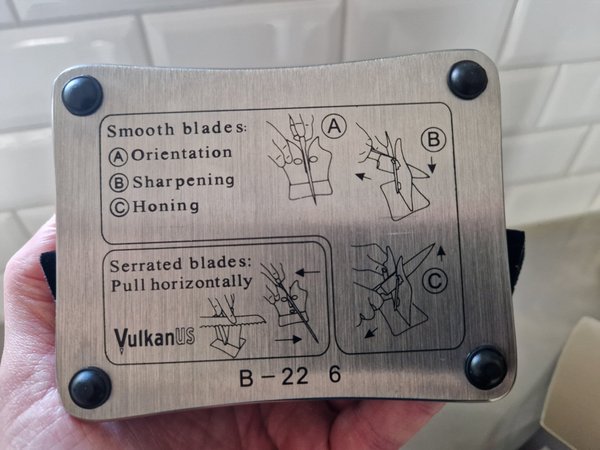 Smooth blades:
Ⓐ Orientation
Ⓑ Sharpening
Ⓒ Honing
Ⓐ
Ⓑ
Ⓒ
Serrated blades:
Pull horizontally
VulkanUS
B-22 6